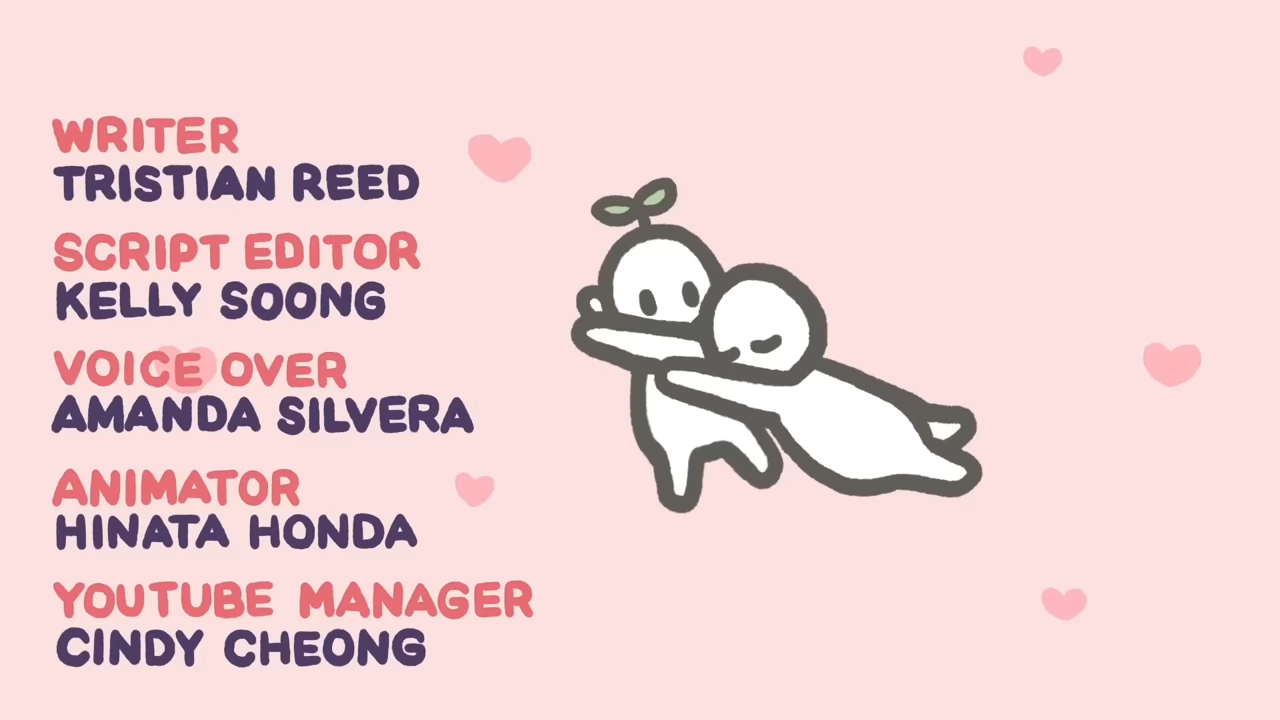 WRITER
TRISTIAN REED
SCRIPT EDITOR
KELLY SOONG
VOICE OVER
AMANDA SILVERA
ANIMATOR
HINATA HONDA
YOUTUBE MANAGER
CINDY CHEONG